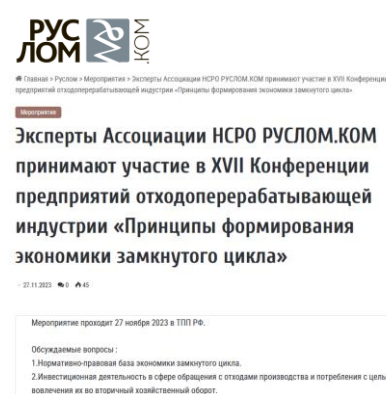 РУС
ЛОМ
.КОМ
Главная > Руслом > Мероприятия > Эксперты Ассоциации НСРО РУСЛОМ.КОМ принимают участие в XVII Конференции
предприятий отходоперерабатывающей индустрии «Принципы формирования экономики замкнутого цикла»
Мероприятия
Эксперты Ассоциации НСРО РУСЛОМ.КОМ
принимают участие в XVII Конференции
предприятий отходоперерабатывающей
индустрии «Принципы формирования
экономики замкнутого цикла»
- 27.11.2023 0 45
Мероприятие проходит 27 ноября 2023 в ТПП РФ.
Обсуждаемые вопросы :
1.Нормативно-правовая база экономики замкнутого цикла.
2.Инвестиционная деятельность в сфере обращения с отходами производства и потребления с цель
вовлечения их во вторичный хозяйственный оборот.